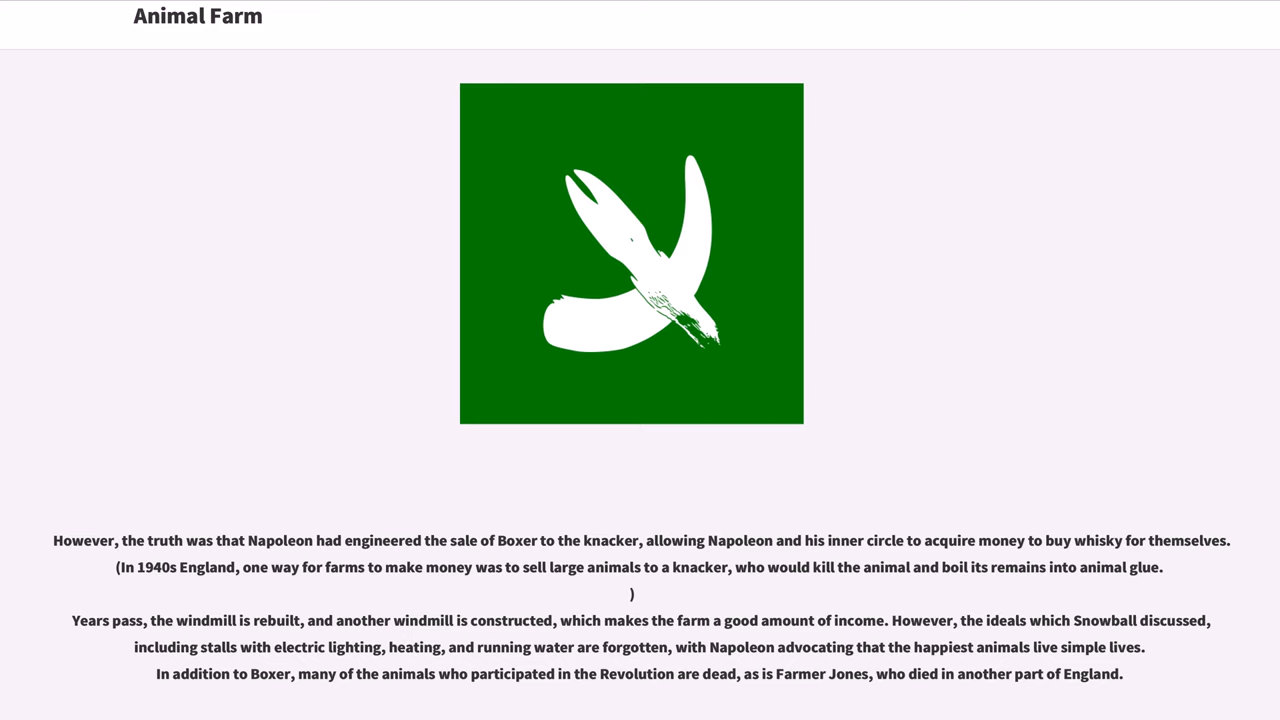 Animal Farm
However, the truth was that Napoleon had engineered the sale of Boxer to the knacker, allowing Napoleon and his inner circle to acquire money to buy whisky for themselves.
(In 1940s England, one way for farms to make money was to sell large animals to a knacker, who would kill the animal and boil its remains into animal glue.
)
Years pass, the windmill is rebuilt, and another windmill is constructed, which makes the farm a good amount of income. However, the ideals which Snowball discussed,
including stalls with electric lighting, heating, and running water are forgotten, with Napoleon advocating that the happiest animals live simple lives.
In addition to Boxer, many of the animals who participated in the Revolution are dead, as is Farmer Jones, who died in another part of England.